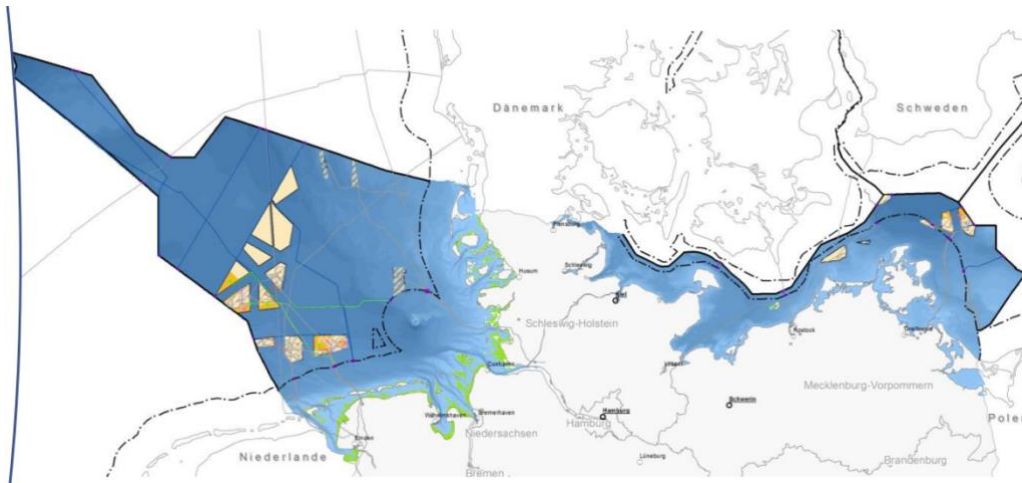 Dänemark
Schweden
Flensburg
Schleswig
Husum
Kiel
Schleswig-Holstein
Rostock
Greifswald
Cuxhaven
Mecklenburg-Vorpommern
Schwerin
Polen
Wilhelmshaven
Bremerhaven
Hamburg
Hamburg
Emden
Niedersachsen
Niederlande
Lüneburg
Brandenburg
Bremen